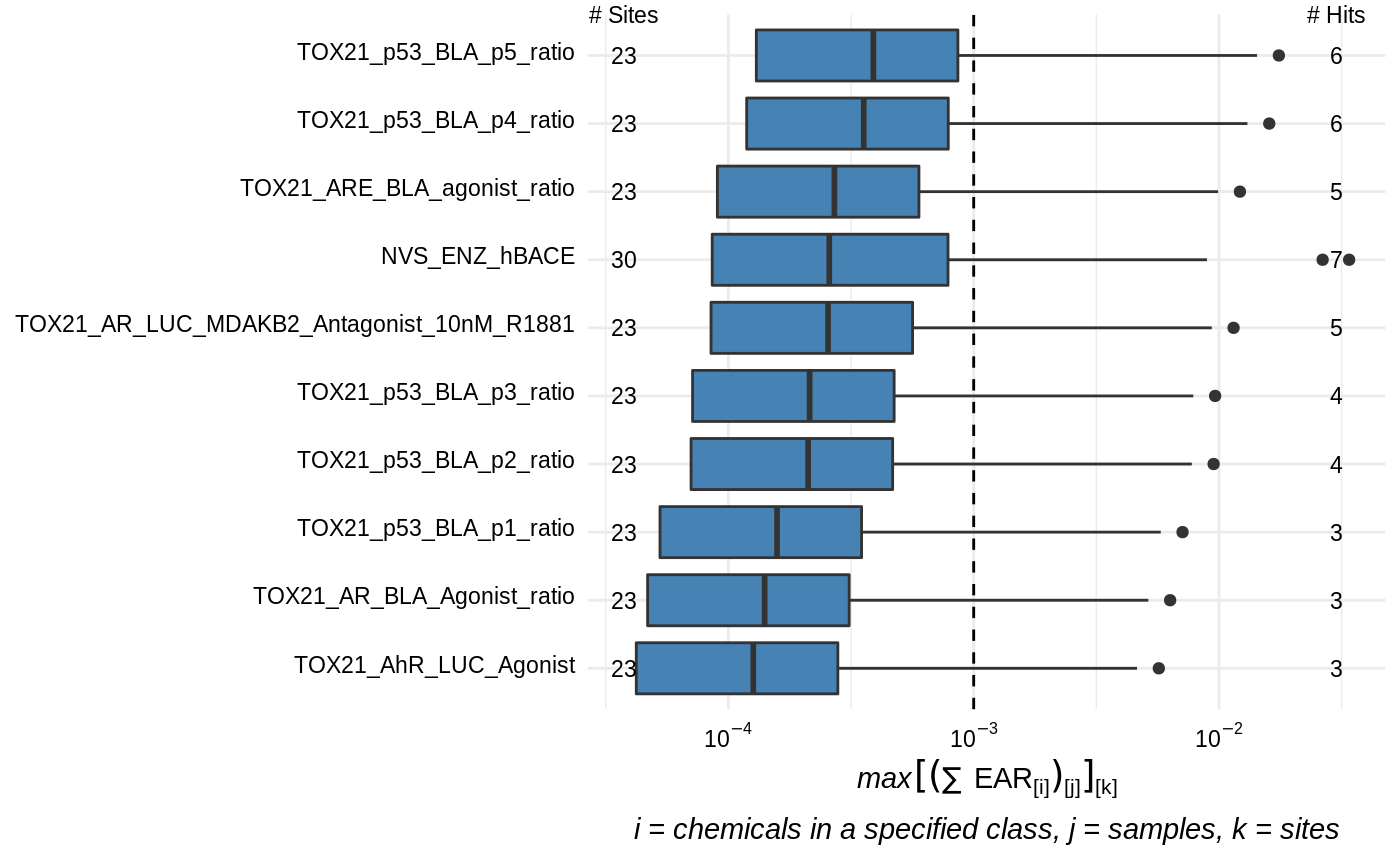 # Sites # Hits
TOX21_p53_BLA_p5_ratio 23 6
TOX21_p53_BLA_p4_ratio 23 6
TOX21_ARE_BLA_agonist_ratio 23 5
NVS_ENZ_hBACE 30 7
TOX21_AR_LUC_MDAKB2_Antagonist_10nM_R1881 23 5
TOX21_p53_BLA_p3_ratio 23 4
TOX21_p53_BLA_p2_ratio 23 4
TOX21_p53_BLA_p1_ratio 23 3
TOX21_AR_BLA_Agonist_ratio 23 3
TOX21_AhR_LUC_Agonist 23 3
10⁻⁴ 10⁻³ 10⁻²
max[(∑ EAR[i])[j]][k]
i = chemicals in a specified class, j = samples, k = sites